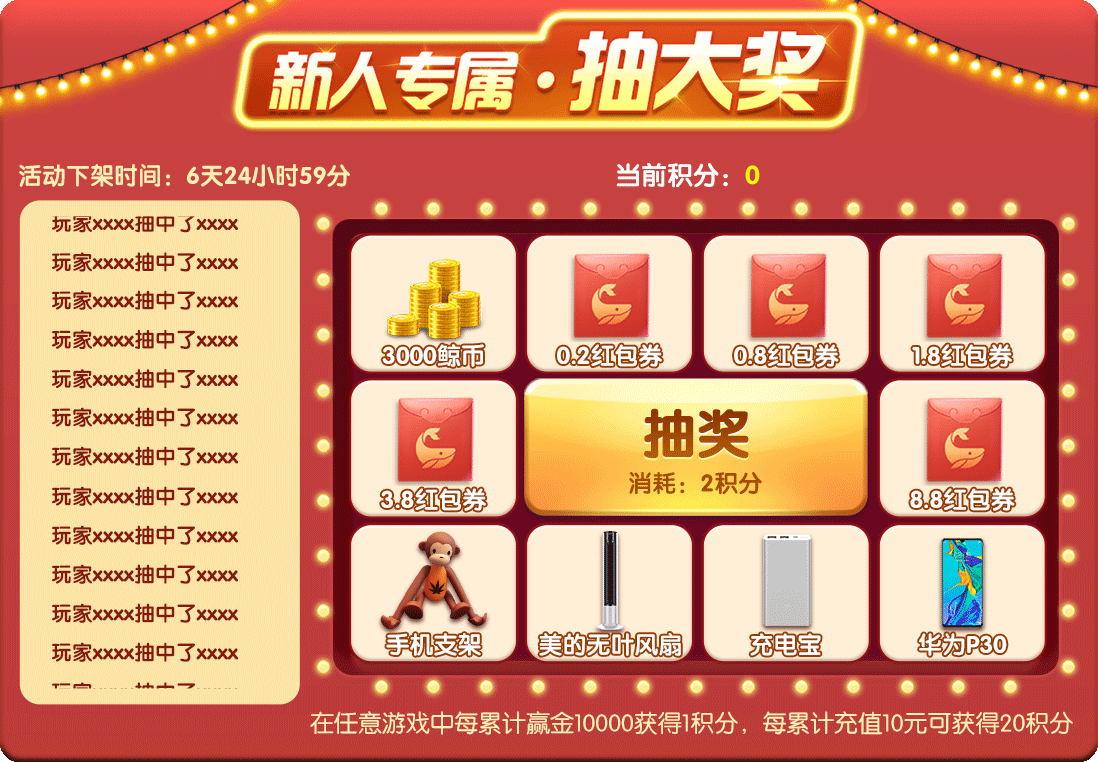 新人专属·抽大奖
活动下架时间：6天24小时59分
当前积分：0
玩家xxxx抽中了xxxx
玩家xxxx抽中了xxxx
玩家xxxx抽中了xxxx
玩家xxxx抽中了xxxx
玩家xxxx抽中了xxxx
玩家xxxx抽中了xxxx
玩家xxxx抽中了xxxx
玩家xxxx抽中了xxxx
玩家xxxx抽中了xxxx
玩家xxxx抽中了xxxx
玩家xxxx抽中了xxxx
玩家xxxx抽中了xxxx
玩家xxxx抽中了xxxx
3000鲸币
0.2红包券
0.8红包券
1.8红包券
3.8红包券
抽奖
消耗：2积分
8.8红包券
手机支架
美的无叶风扇
充电宝
华为P30
在任意游戏中每累计赢金10000获得1积分，每累计充值10元可获得20积分